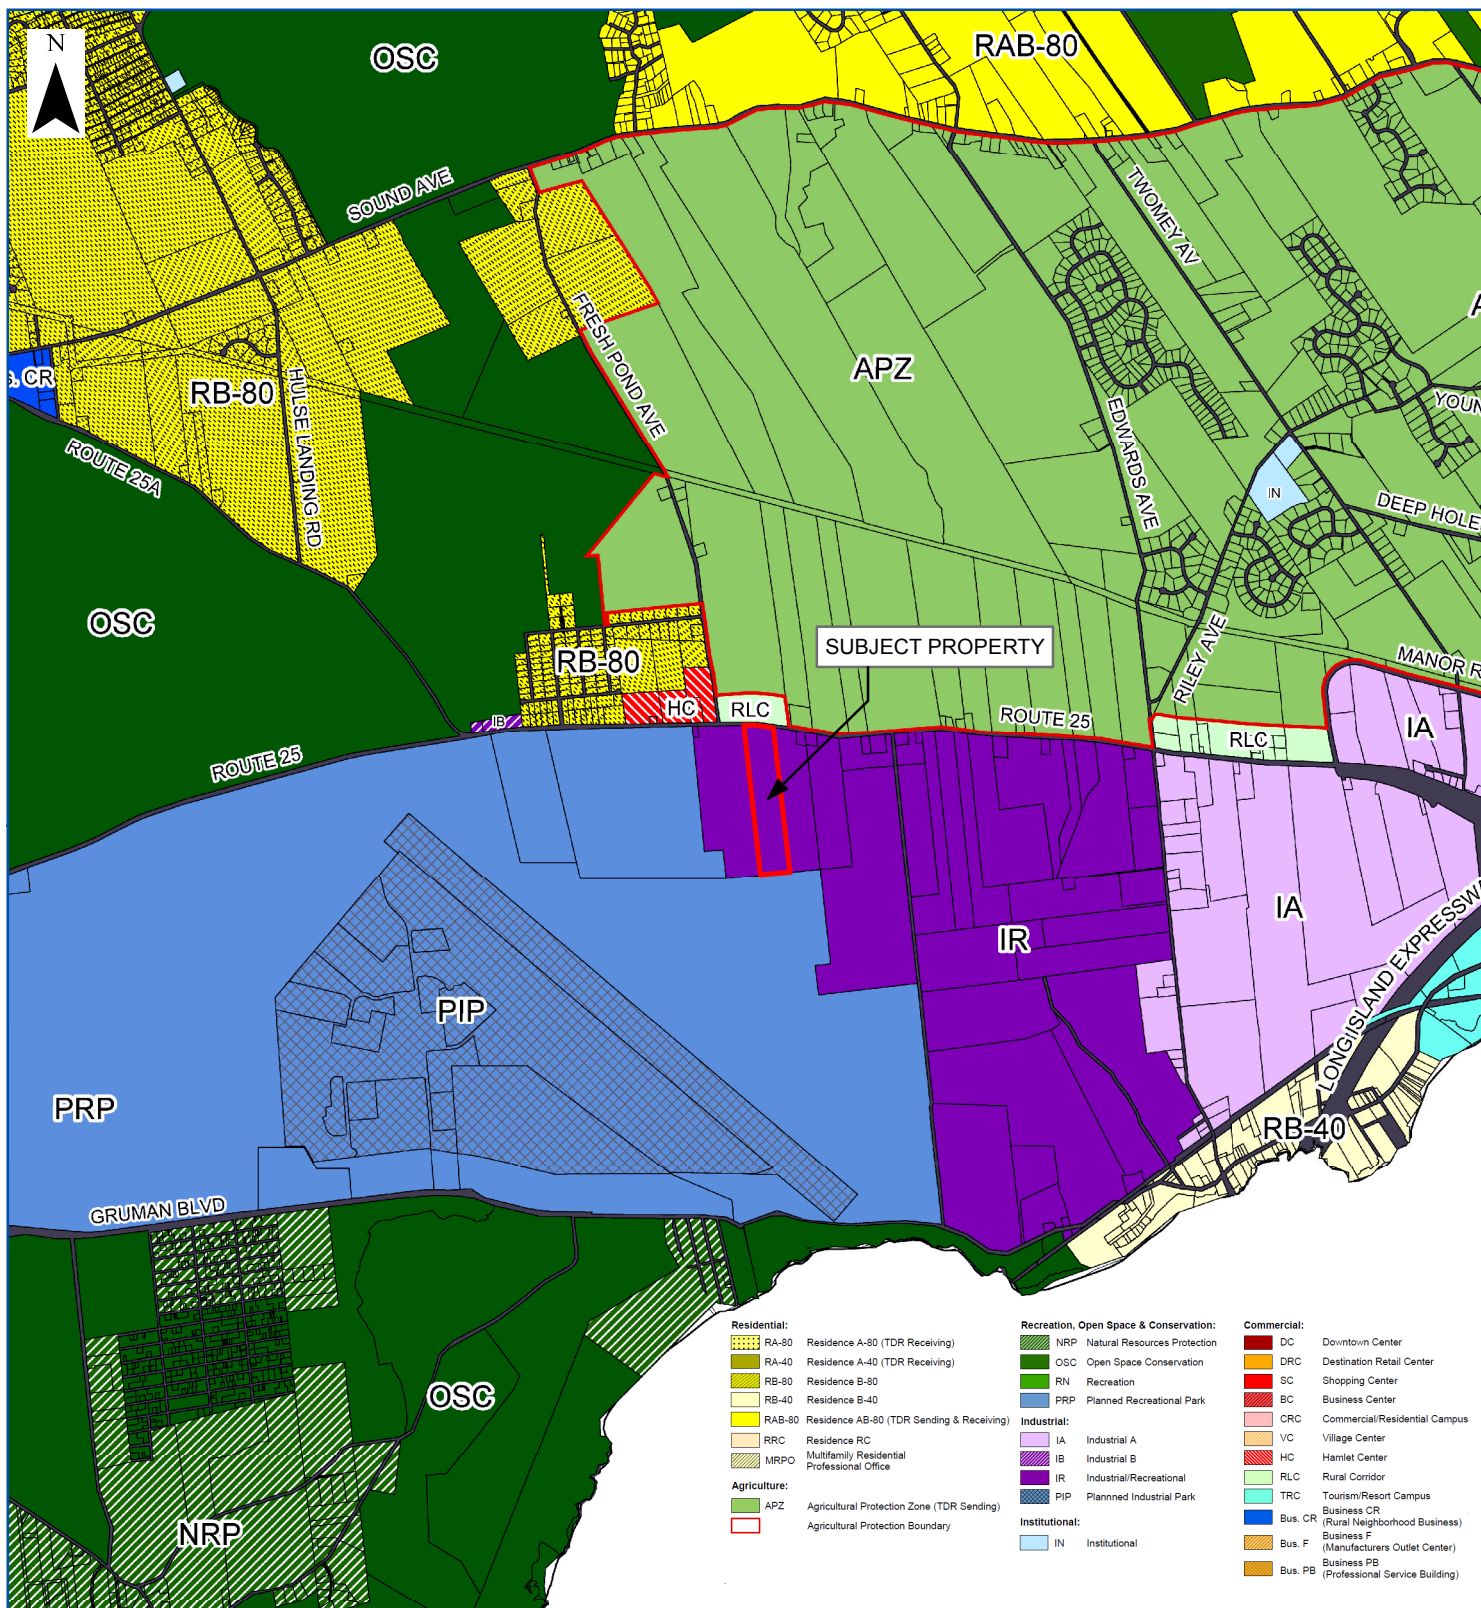 N
OSC
RAB-80
SOUND AVE
TWOMEY AV
FRESH POND AVE
APZ
A
S. CR
RB-80
HULSE LANDING RD
EDWARDS AVE
YOUN
ROUTE 25A
IN
DEEP HOLE
OSC
RB-80
SUBJECT PROPERTY
RILEY AVE
MANOR R
HC
RLC
IB
ROUTE 25
RLC
IA
ROUTE 25
IA
IR
LONG ISLAND EXPRESSWA
PIP
PRP
RB-40
GRUMAN BLVD
OSC
NRP
Residential:
RA-80 Residence A-80 (TDR Receiving)
RA-40 Residence A-40 (TDR Receiving)
RB-80 Residence B-80
RB-40 Residence B-40
RAB-80 Residence AB-80 (TDR Sending & Receiving)
RRC Residence RC
MRPO Multifamily Residential
Professional Office
Agriculture:
APZ Agricultural Protection Zone (TDR Sending)
Agricultural Protection Boundary
Recreation, Open Space & Conservation:
NRP Natural Resources Protection
OSC Open Space Conservation
RN Recreation
PRP Planned Recreational Park
Industrial:
IA Industrial A
IB Industrial B
IR Industrial/Recreational
PIP Plannned Industrial Park
Institutional:
IN Institutional
Commercial:
DC Downtown Center
DRC Destination Retail Center
SC Shopping Center
BC Business Center
CRC Commercial/Residential Campus
VC Village Center
HC Hamlet Center
RLC Rural Corridor
TRC Tourism/Resort Campus
Bus. CR Business CR
(Rural Neighborhood Business)
Bus. F Business F
(Manufacturers Outlet Center)
Bus. PB Business PB
(Professional Service Building)